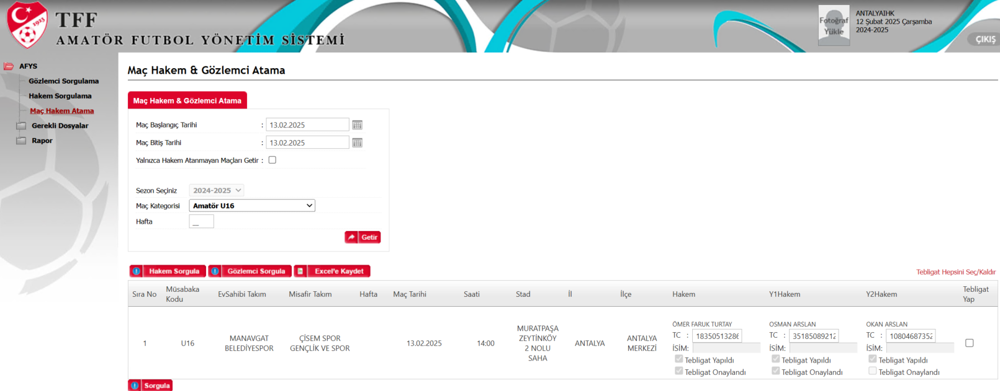 1923
TFF
AMATÖR FUTBOL YÖNETİM SİSTEMİ
Fotoğraf
Yükle
ANTALYAIHK
12 Şubat 2025 Çarşamba
2024-2025
ÇIKIŞ
AFYS
Gözlemci Sorgulama
Hakem Sorgulama
Maç Hakem Atama
Gerekli Dosyalar
Rapor
Maç Hakem & Gözlemci Atama
Maç Hakem & Gözlemci Atama
Maç Başlangıç Tarihi : 13.02.2025
Maç Bitiş Tarihi : 13.02.2025
Yalnızca Hakem Atanmayan Maçları Getir :
Sezon Seçiniz 2024-2025
Maç Kategorisi Amatör U16
Hafta __
Getir
Hakem Sorgula Gözlemci Sorgula Excel'e Kaydet
Tebligat Hepsini Seç/Kaldır
Sıra No Müsabaka Kodu EvSahibi Takım Misafir Takım Hafta Maç Tarihi Saati Stad İl İlçe Hakem Y1Hakem Y2Hakem Tebligat Yap
1 U16 MANAVGAT BELEDİYESPOR ÇİSEM SPOR GENÇLİK VE SPOR 13.02.2025 14:00 MURATPAŞA ZEYTİNKÖY 2 NOLU SAHA ANTALYA ANTALYA MERKEZİ
ÖMER FARUK TURTAY OSMAN ARSLAN OKAN ARSLAN
TC : 18350513286 TC : 35185089212 TC : 10804687352
İSİM: İSİM: İSİM:
Tebligat Yapıldı Tebligat Yapıldı Tebligat Yapıldı
Tebligat Onaylandı Tebligat Onaylandı Tebligat Onaylandı
Sorgula